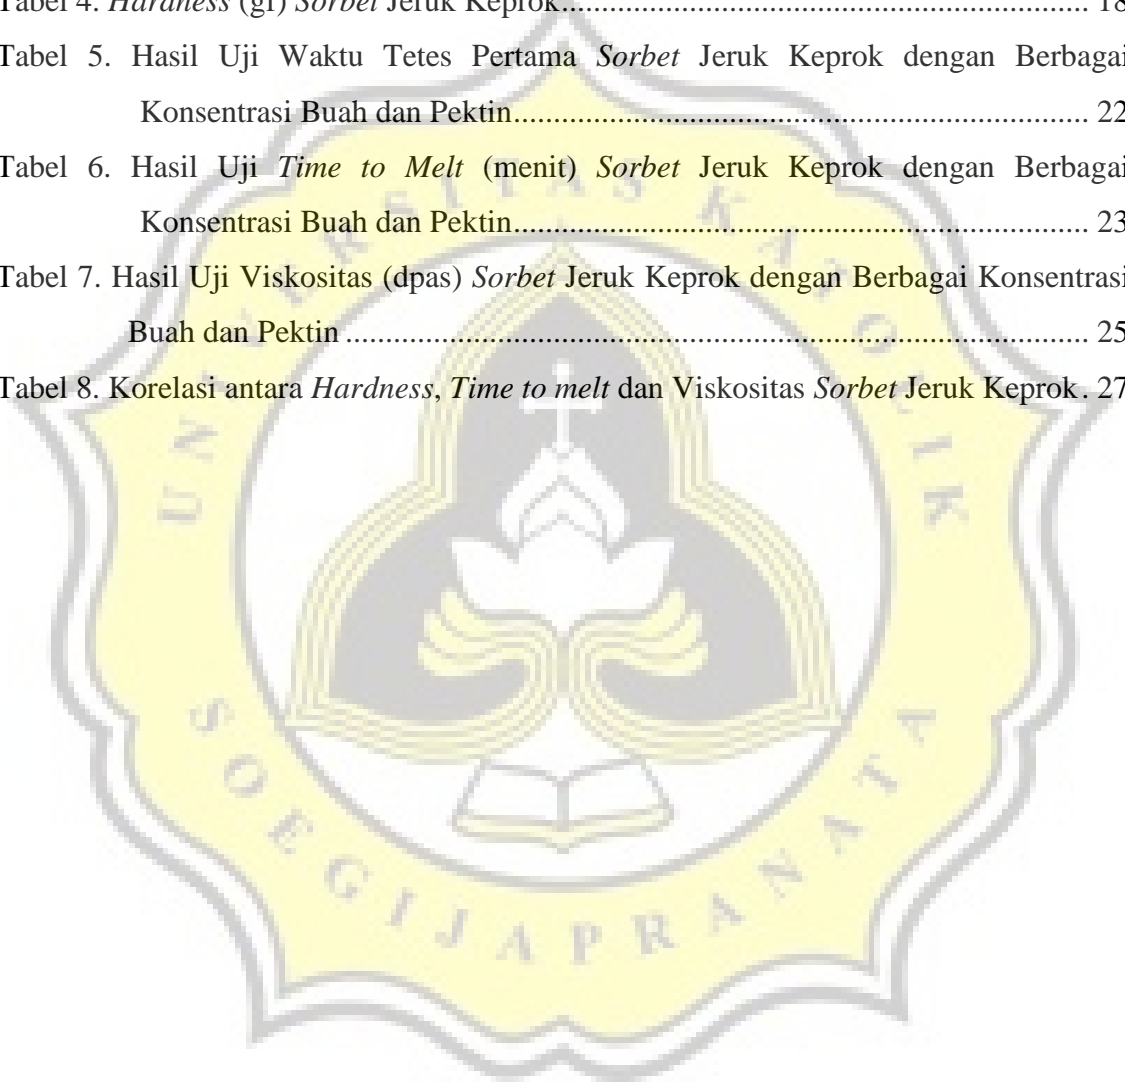 Tabel 4. Hardness (gf) Sorbet Jeruk Keprok.................................................................. 18
Tabel 5. Hasil Uji Waktu Tetes Pertama Sorbet Jeruk Keprok dengan Berbagai
Konsentrasi Buah dan Pektin........................................................................ 22
Tabel 6. Hasil Uji Time to Melt (menit) Sorbet Jeruk Keprok dengan Berbagai
Konsentrasi Buah dan Pektin........................................................................ 23
Tabel 7. Hasil Uji Viskositas (dpas) Sorbet Jeruk Keprok dengan Berbagai Konsentrasi
Buah dan Pektin ............................................................................................. 25
Tabel 8. Korelasi antara Hardness, Time to melt dan Viskositas Sorbet Jeruk Keprok. 27
UNIVERSITAS KATOLIK
SOEGIJAPRANATA